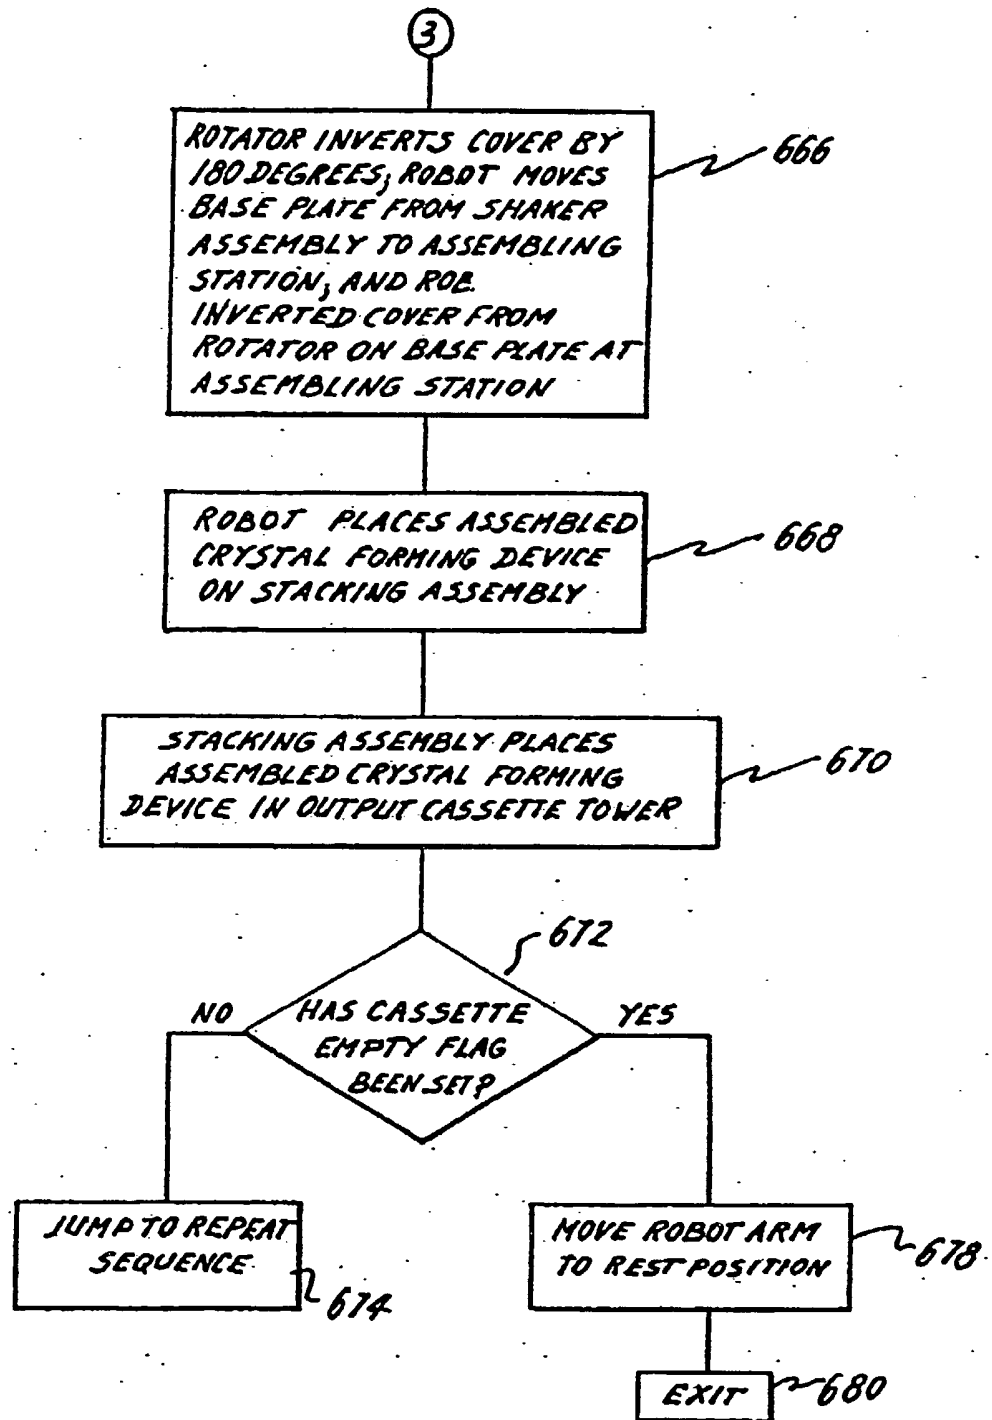 3
ROTATOR INVERTS COVER BY
180 DEGREES; ROBOT MOVES
BASE PLATE FROM SHAKER
ASSEMBLY TO ASSEMBLING
STATION; AND ROB
INVERTED COVER FROM
ROTATOR ON BASE PLATE AT
ASSEMBLING STATION
666
ROBOT PLACES ASSEMBLED
CRYSTAL FORMING DEVICE
ON STACKING ASSEMBLY
668
STACKING ASSEMBLY PLACES
ASSEMBLED CRYSTAL FORMING
DEVICE IN OUTPUT CASSETTE TOWER
670
672
NO
HAS CASSETTE
EMPTY FLAG
BEEN SET?
YES
JUMP TO REPEAT
SEQUENCE
674
MOVE ROBOT ARM
TO REST POSITION
678
EXIT
680